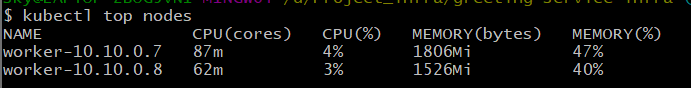 $ kubectl top nodes
NAME CPU(cores) CPU(%) MEMORY(bytes) MEMORY(%)
worker-10.10.0.7 87m 4% 1806Mi 47%
worker-10.10.0.8 62m 3% 1526Mi 40%